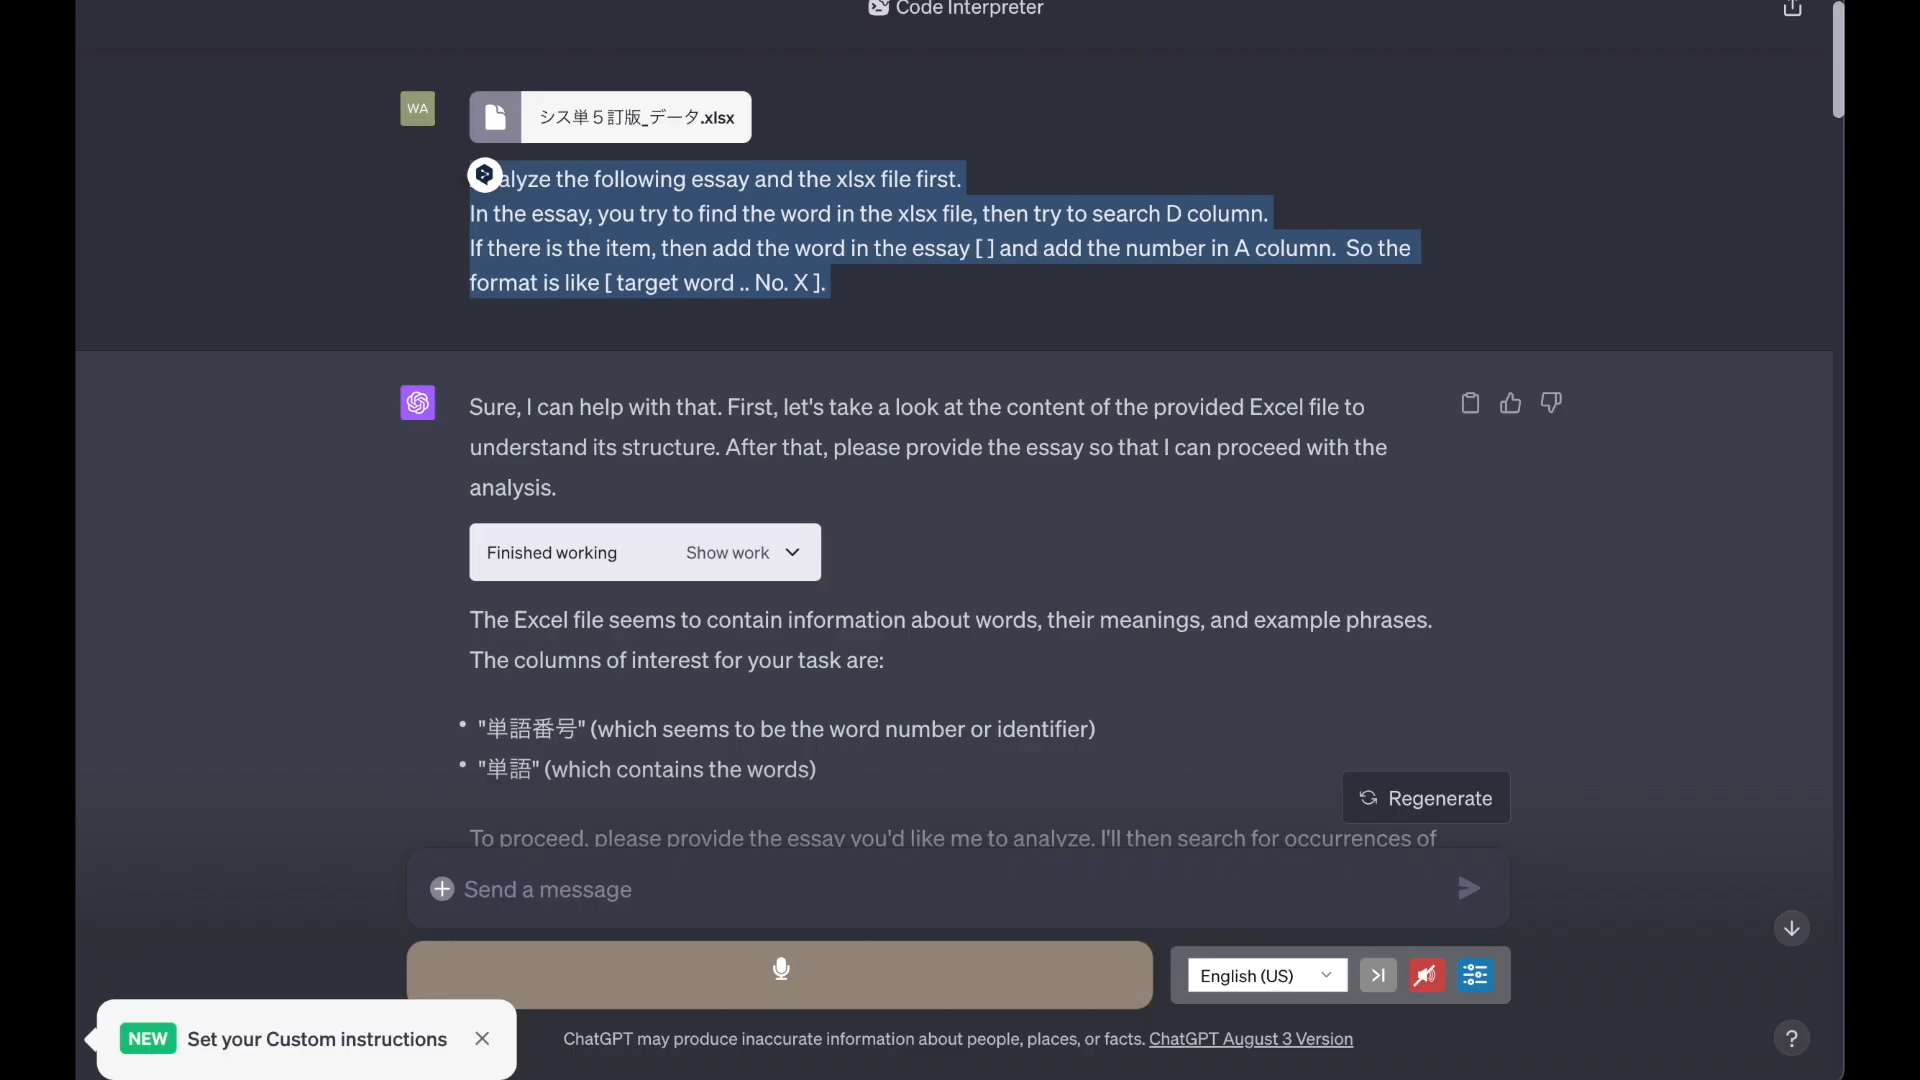 Code Interpreter
WA
シス単５訂版_データ.xlsx
alyze the following essay and the xlsx file first.
In the essay, you try to find the word in the xlsx file, then try to search D column.
If there is the item, then add the word in the essay [ ] and add the number in A column.  So the
format is like [ target word .. No. X ].
Sure, I can help with that. First, let's take a look at the content of the provided Excel file to
understand its structure. After that, please provide the essay so that I can proceed with the
analysis.
Finished working Show work
The Excel file seems to contain information about words, their meanings, and example phrases.
The columns of interest for your task are:
• "単語番号" (which seems to be the word number or identifier)
• "単語" (which contains the words)
Regenerate
To proceed, please provide the essay you'd like me to analyze. I'll then search for occurrences of
Send a message
English (US)
NEW Set your Custom instructions
ChatGPT may produce inaccurate information about people, places, or facts. ChatGPT August 3 Version
?